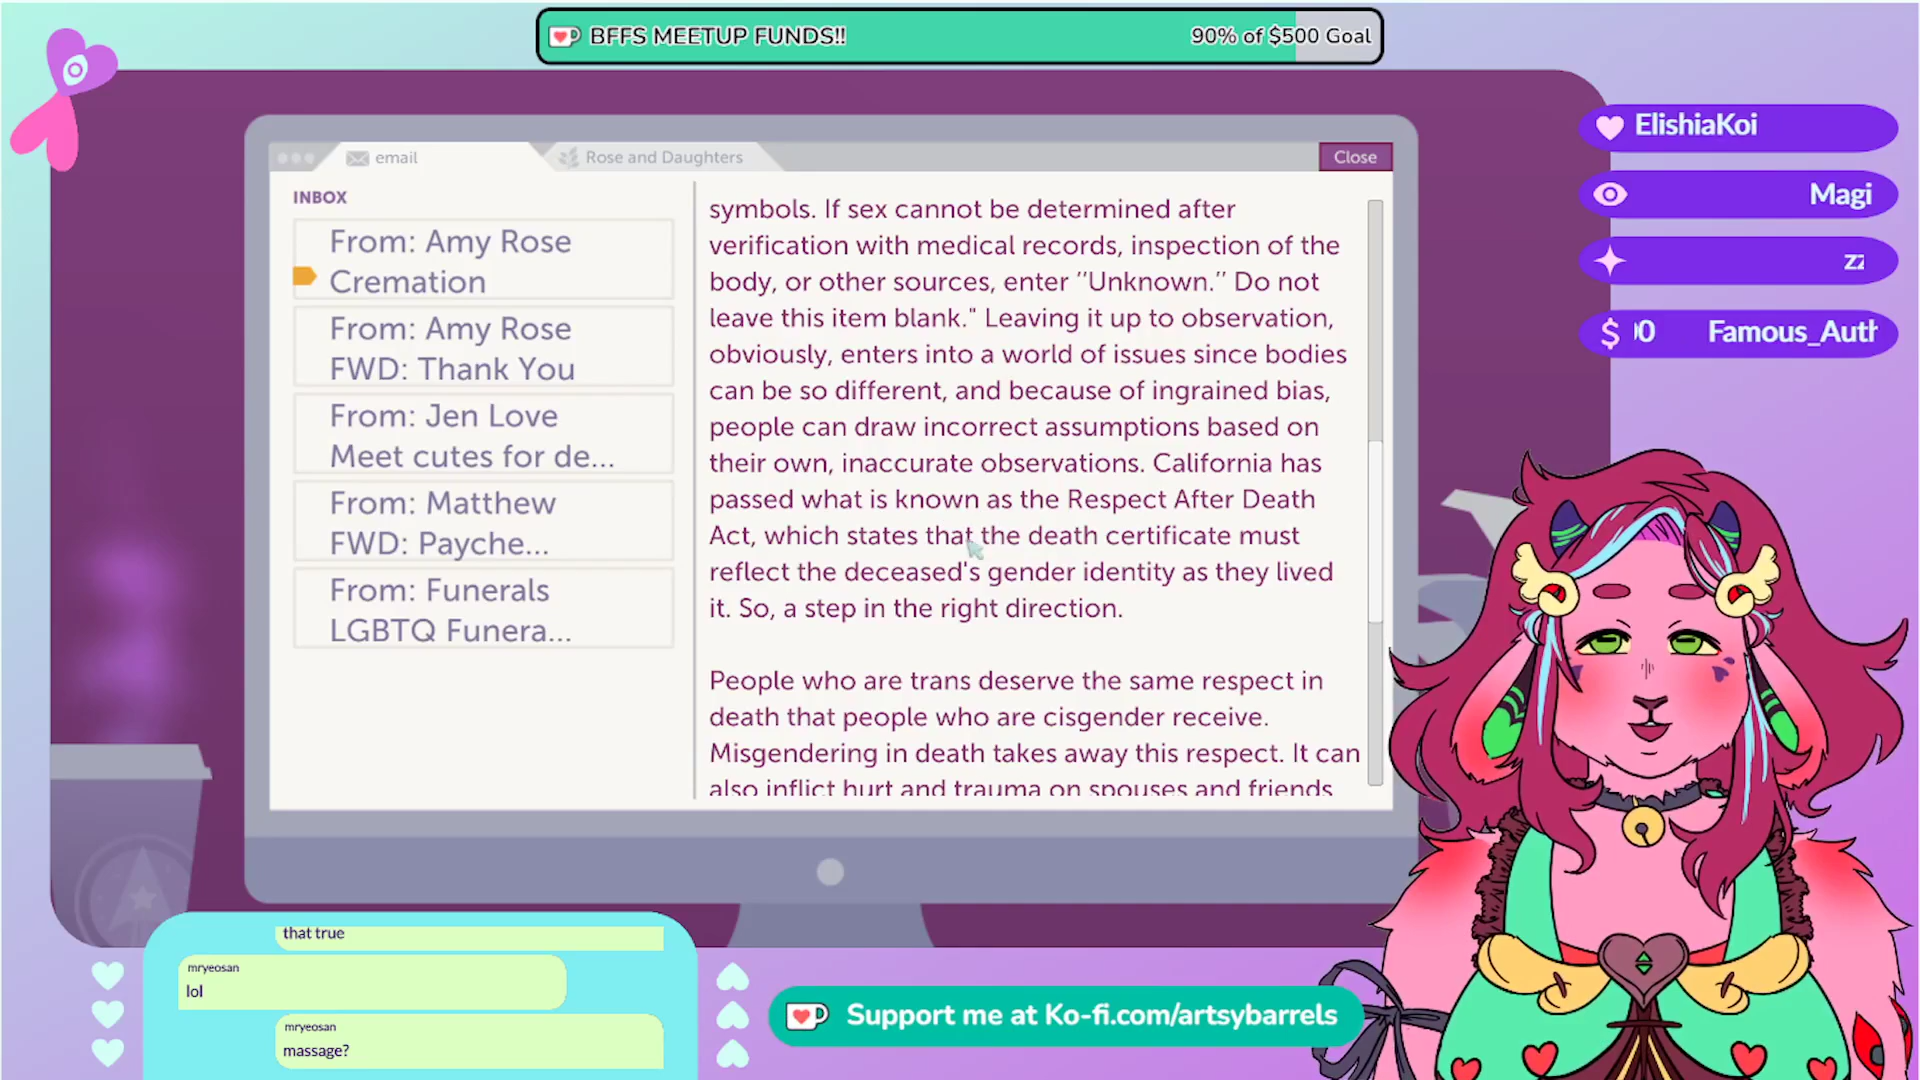 BFFS MEETUP FUNDS!!
90% of $500 Goal
email
Rose and Daughters
Close
INBOX
From: Amy Rose
Cremation
From: Amy Rose
FWD: Thank You
From: Jen Love
Meet cutes for de...
From: Matthew
FWD: Payche...
From: Funerals
LGBTQ Funera...
symbols. If sex cannot be determined after
verification with medical records, inspection of the
body, or other sources, enter ''Unknown.'' Do not
leave this item blank." Leaving it up to observation,
obviously, enters into a world of issues since bodies
can be so different, and because of ingrained bias,
people can draw incorrect assumptions based on
their own, inaccurate observations. California has
passed what is known as the Respect After Death
Act, which states that the death certificate must
reflect the deceased's gender identity as they lived
it. So, a step in the right direction.
People who are trans deserve the same respect in
death that people who are cisgender receive.
Misgendering in death takes away this respect. It can
also inflict hurt and trauma on spouses and friends
ElishiaKoi
Magi
zz
$ 00 Famous_Auth
that true
mryeosan
lol
mryeosan
massage?
Support me at Ko-fi.com/artsybarrels